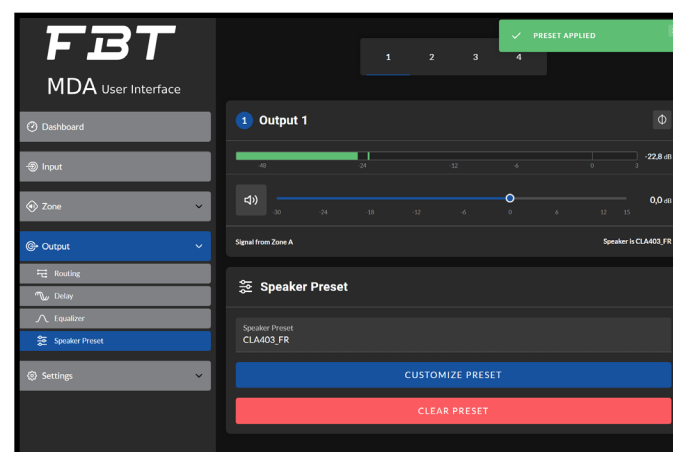 FBT
MDA User Interface
Dashboard
Input
Zone
Output
Routing
Delay
Equalizer
Speaker Preset
Settings
1 2 3 4
PRESET APPLIED
1 Output 1
-22,8 dB
-48 -24 -12 -6 0 3
0,0 dB
-30 -24 -18 -12 -6 0 6 12 15
Signal from Zone A
Speaker is CLA403_FR
Speaker Preset
Speaker Preset
CLA403_FR
CUSTOMIZE PRESET
CLEAR PRESET